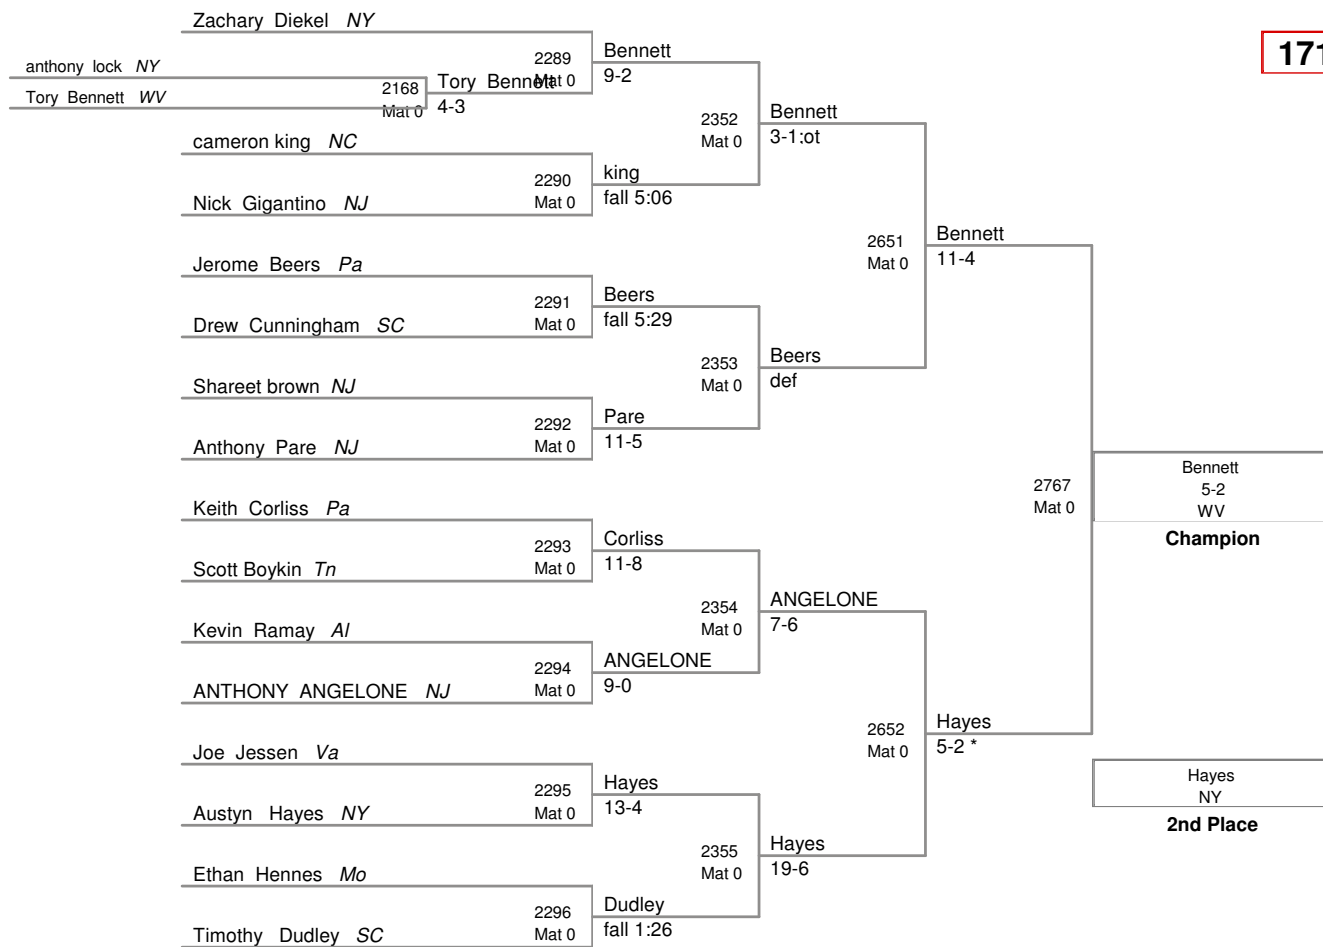 Zachary Diekel NY
171
anthony lock NY
Tory Bennett WV
2168
Mat 0
Tory Bennett
4-3
2289
Mat 0
Bennett
9-2
cameron king NC
Nick Gigantino NJ
2290
Mat 0
king
fall 5:06
2352
Mat 0
Bennett
3-1:ot
Jerome Beers Pa
Drew Cunningham SC
2291
Mat 0
Beers
fall 5:29
Shareet brown NJ
Anthony Pare NJ
2292
Mat 0
Pare
11-5
2353
Mat 0
Beers
def
2651
Mat 0
Bennett
11-4
Keith Corliss Pa
Scott Boykin Tn
2293
Mat 0
Corliss
11-8
Kevin Ramay Al
ANTHONY ANGELONE NJ
2294
Mat 0
ANGELONE
9-0
2354
Mat 0
ANGELONE
7-6
Joe Jessen Va
Austyn Hayes NY
2295
Mat 0
Hayes
13-4
Ethan Hennes Mo
Timothy Dudley SC
2296
Mat 0
Dudley
fall 1:26
2355
Mat 0
Hayes
19-6
2652
Mat 0
Hayes
5-2 *
2767
Mat 0
Bennett
5-2
WV
Champion
Hayes
NY
2nd Place